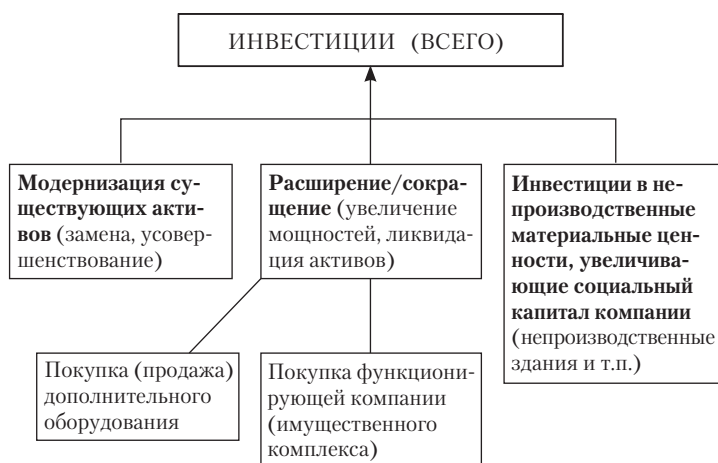 ИНВЕСТИЦИИ (ВСЕГО)
Модернизация су-
ществующих акти-
вов (замена, усовер-
шенствование)
Расширение/сокра-
щение (увеличение
мощностей, ликвида-
ция активов)
Инвестиции в не-
производственные
материальные цен-
ности, увеличива-
ющие социальный
капитал компании
(непроизводственные
здания и т.п.)
Покупка (продажа)
дополнительного
оборудования
Покупка функциони-
рующей компании
(имущественного
комплекса)